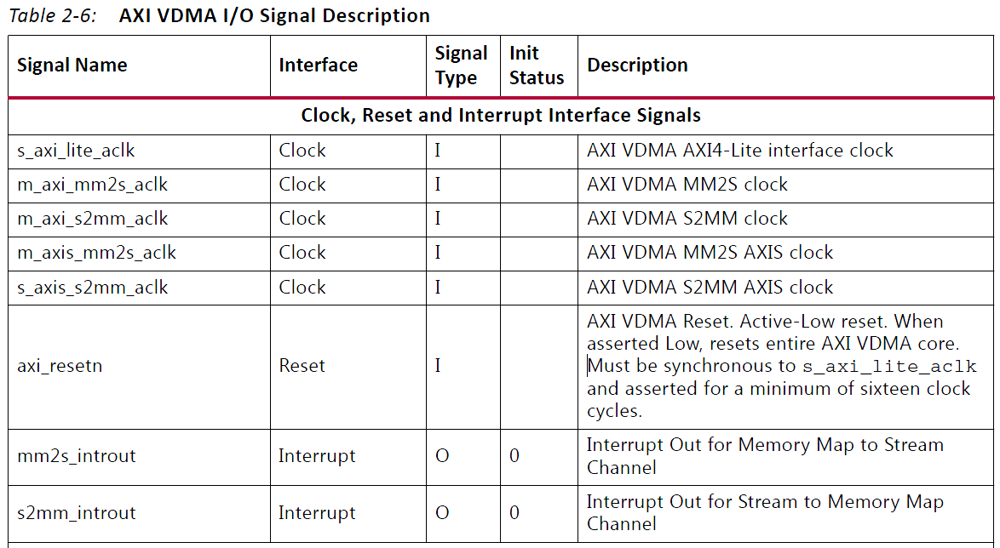 Table 2-6: AXI VDMA I/O Signal Description
Signal Name Interface Signal Type Init Status Description
Clock, Reset and Interrupt Interface Signals
s_axi_lite_aclk Clock I AXI VDMA AXI4-Lite interface clock
m_axi_mm2s_aclk Clock I AXI VDMA MM2S clock
m_axi_s2mm_aclk Clock I AXI VDMA S2MM clock
m_axis_mm2s_aclk Clock I AXI VDMA MM2S AXIS clock
s_axis_s2mm_aclk Clock I AXI VDMA S2MM AXIS clock
axi_resetn Reset I AXI VDMA Reset. Active-Low reset. When
asserted Low, resets entire AXI VDMA core.
Must be synchronous to s_axi_lite_aclk
and asserted for a minimum of sixteen clock
cycles.
mm2s_introut Interrupt O 0 Interrupt Out for Memory Map to Stream
Channel
s2mm_introut Interrupt O 0 Interrupt Out for Stream to Memory Map
Channel